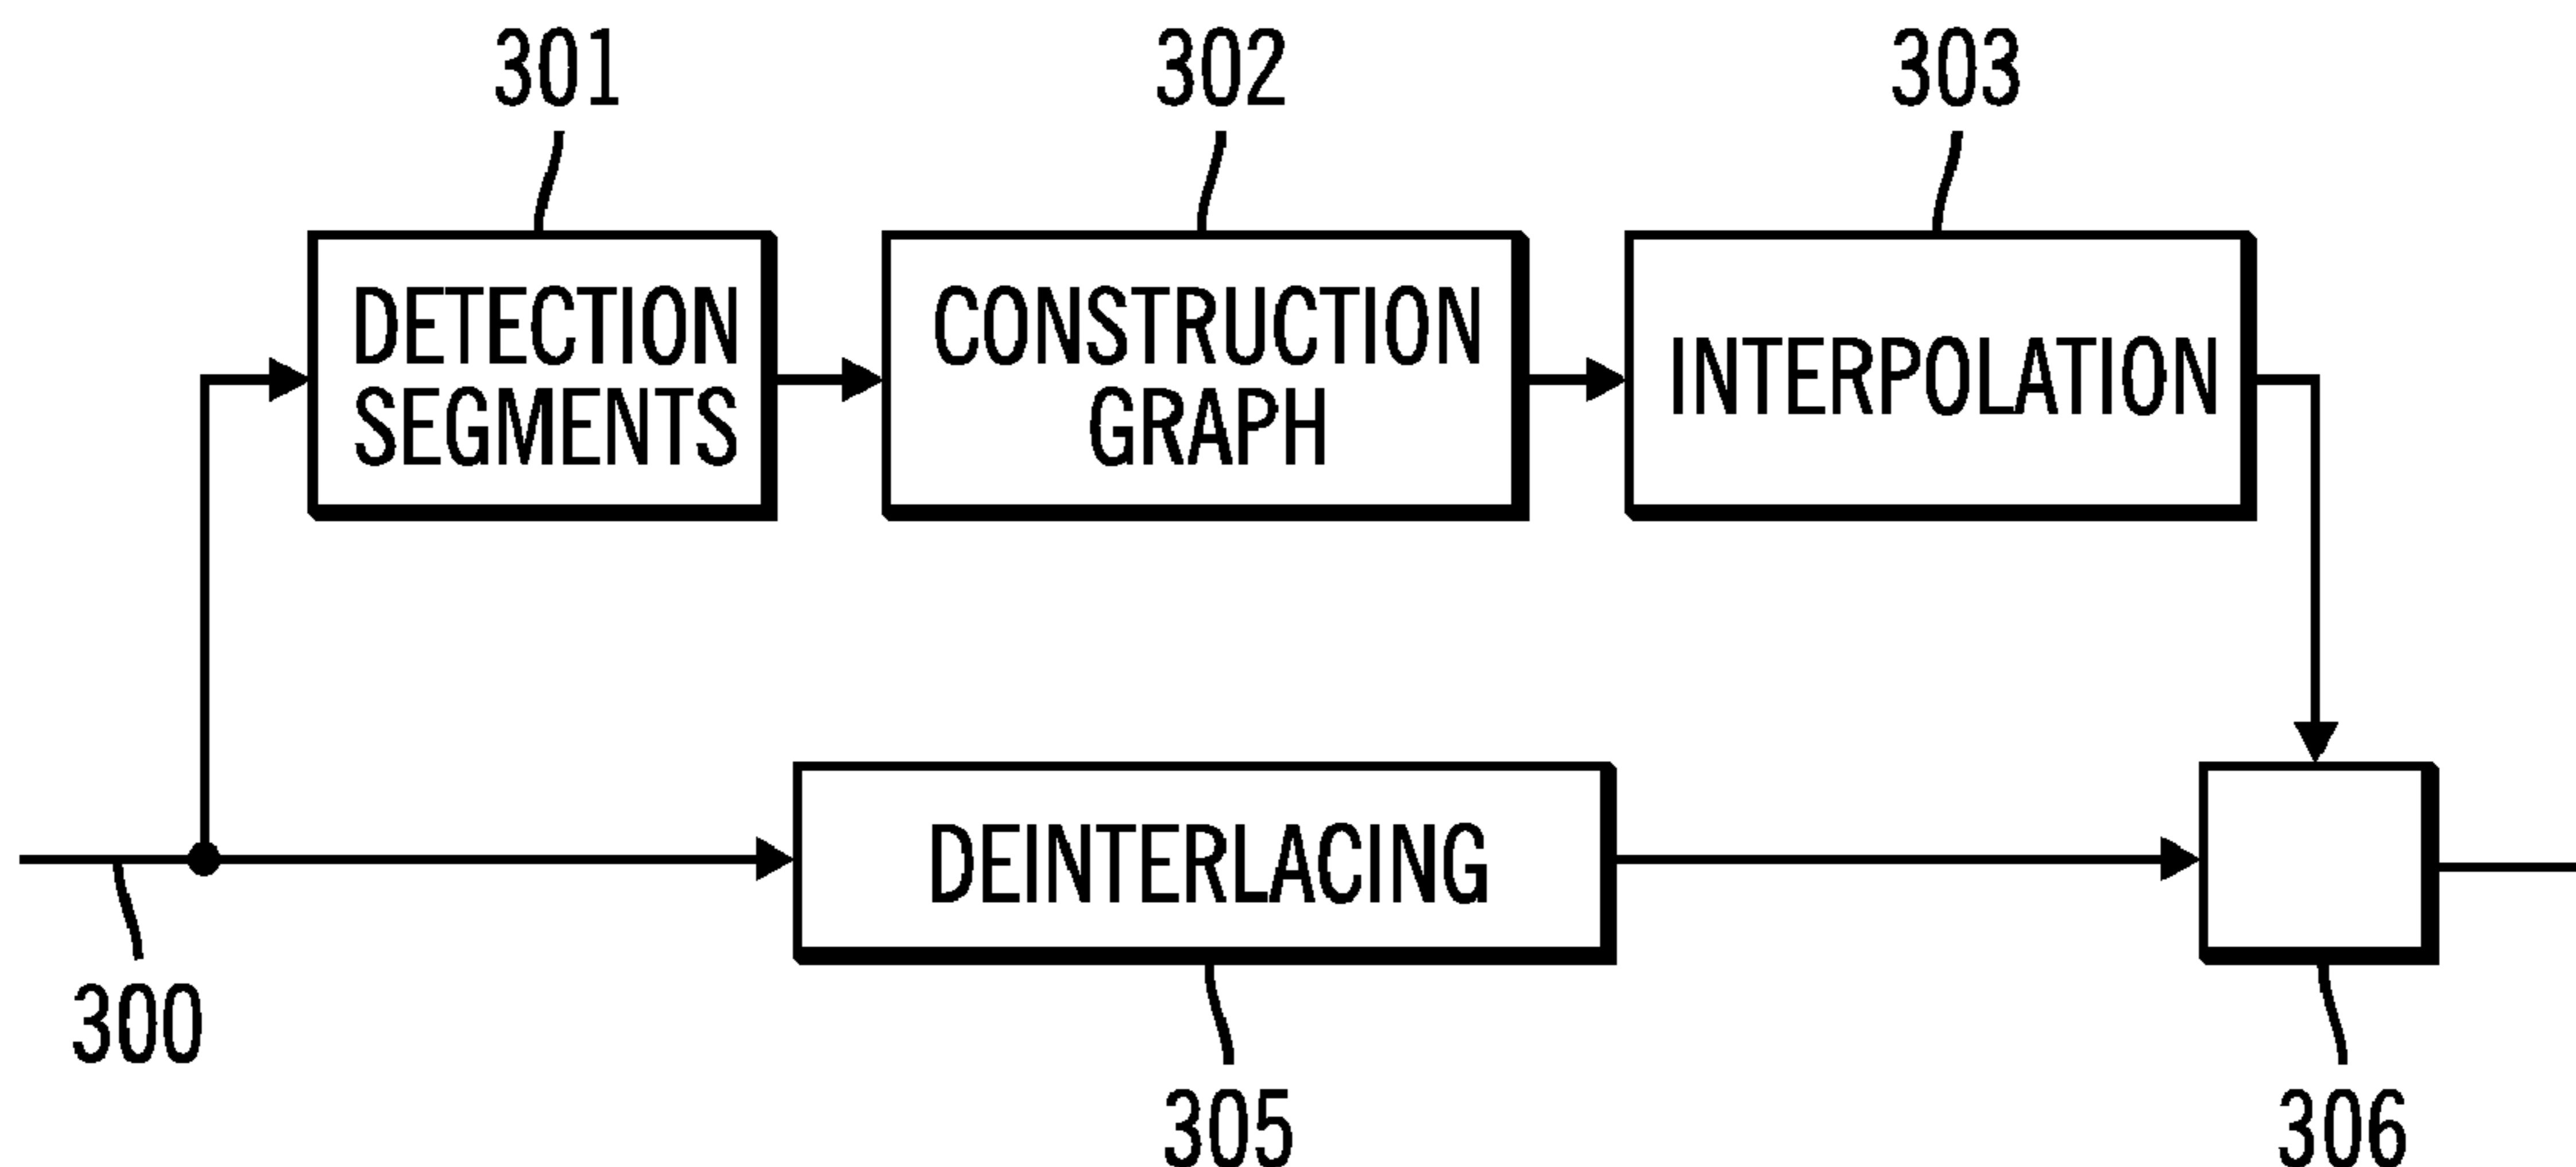 301
302
303
DETECTION
SEGMENTS
CONSTRUCTION
GRAPH
INTERPOLATION
DEINTERLACING
300
305
306